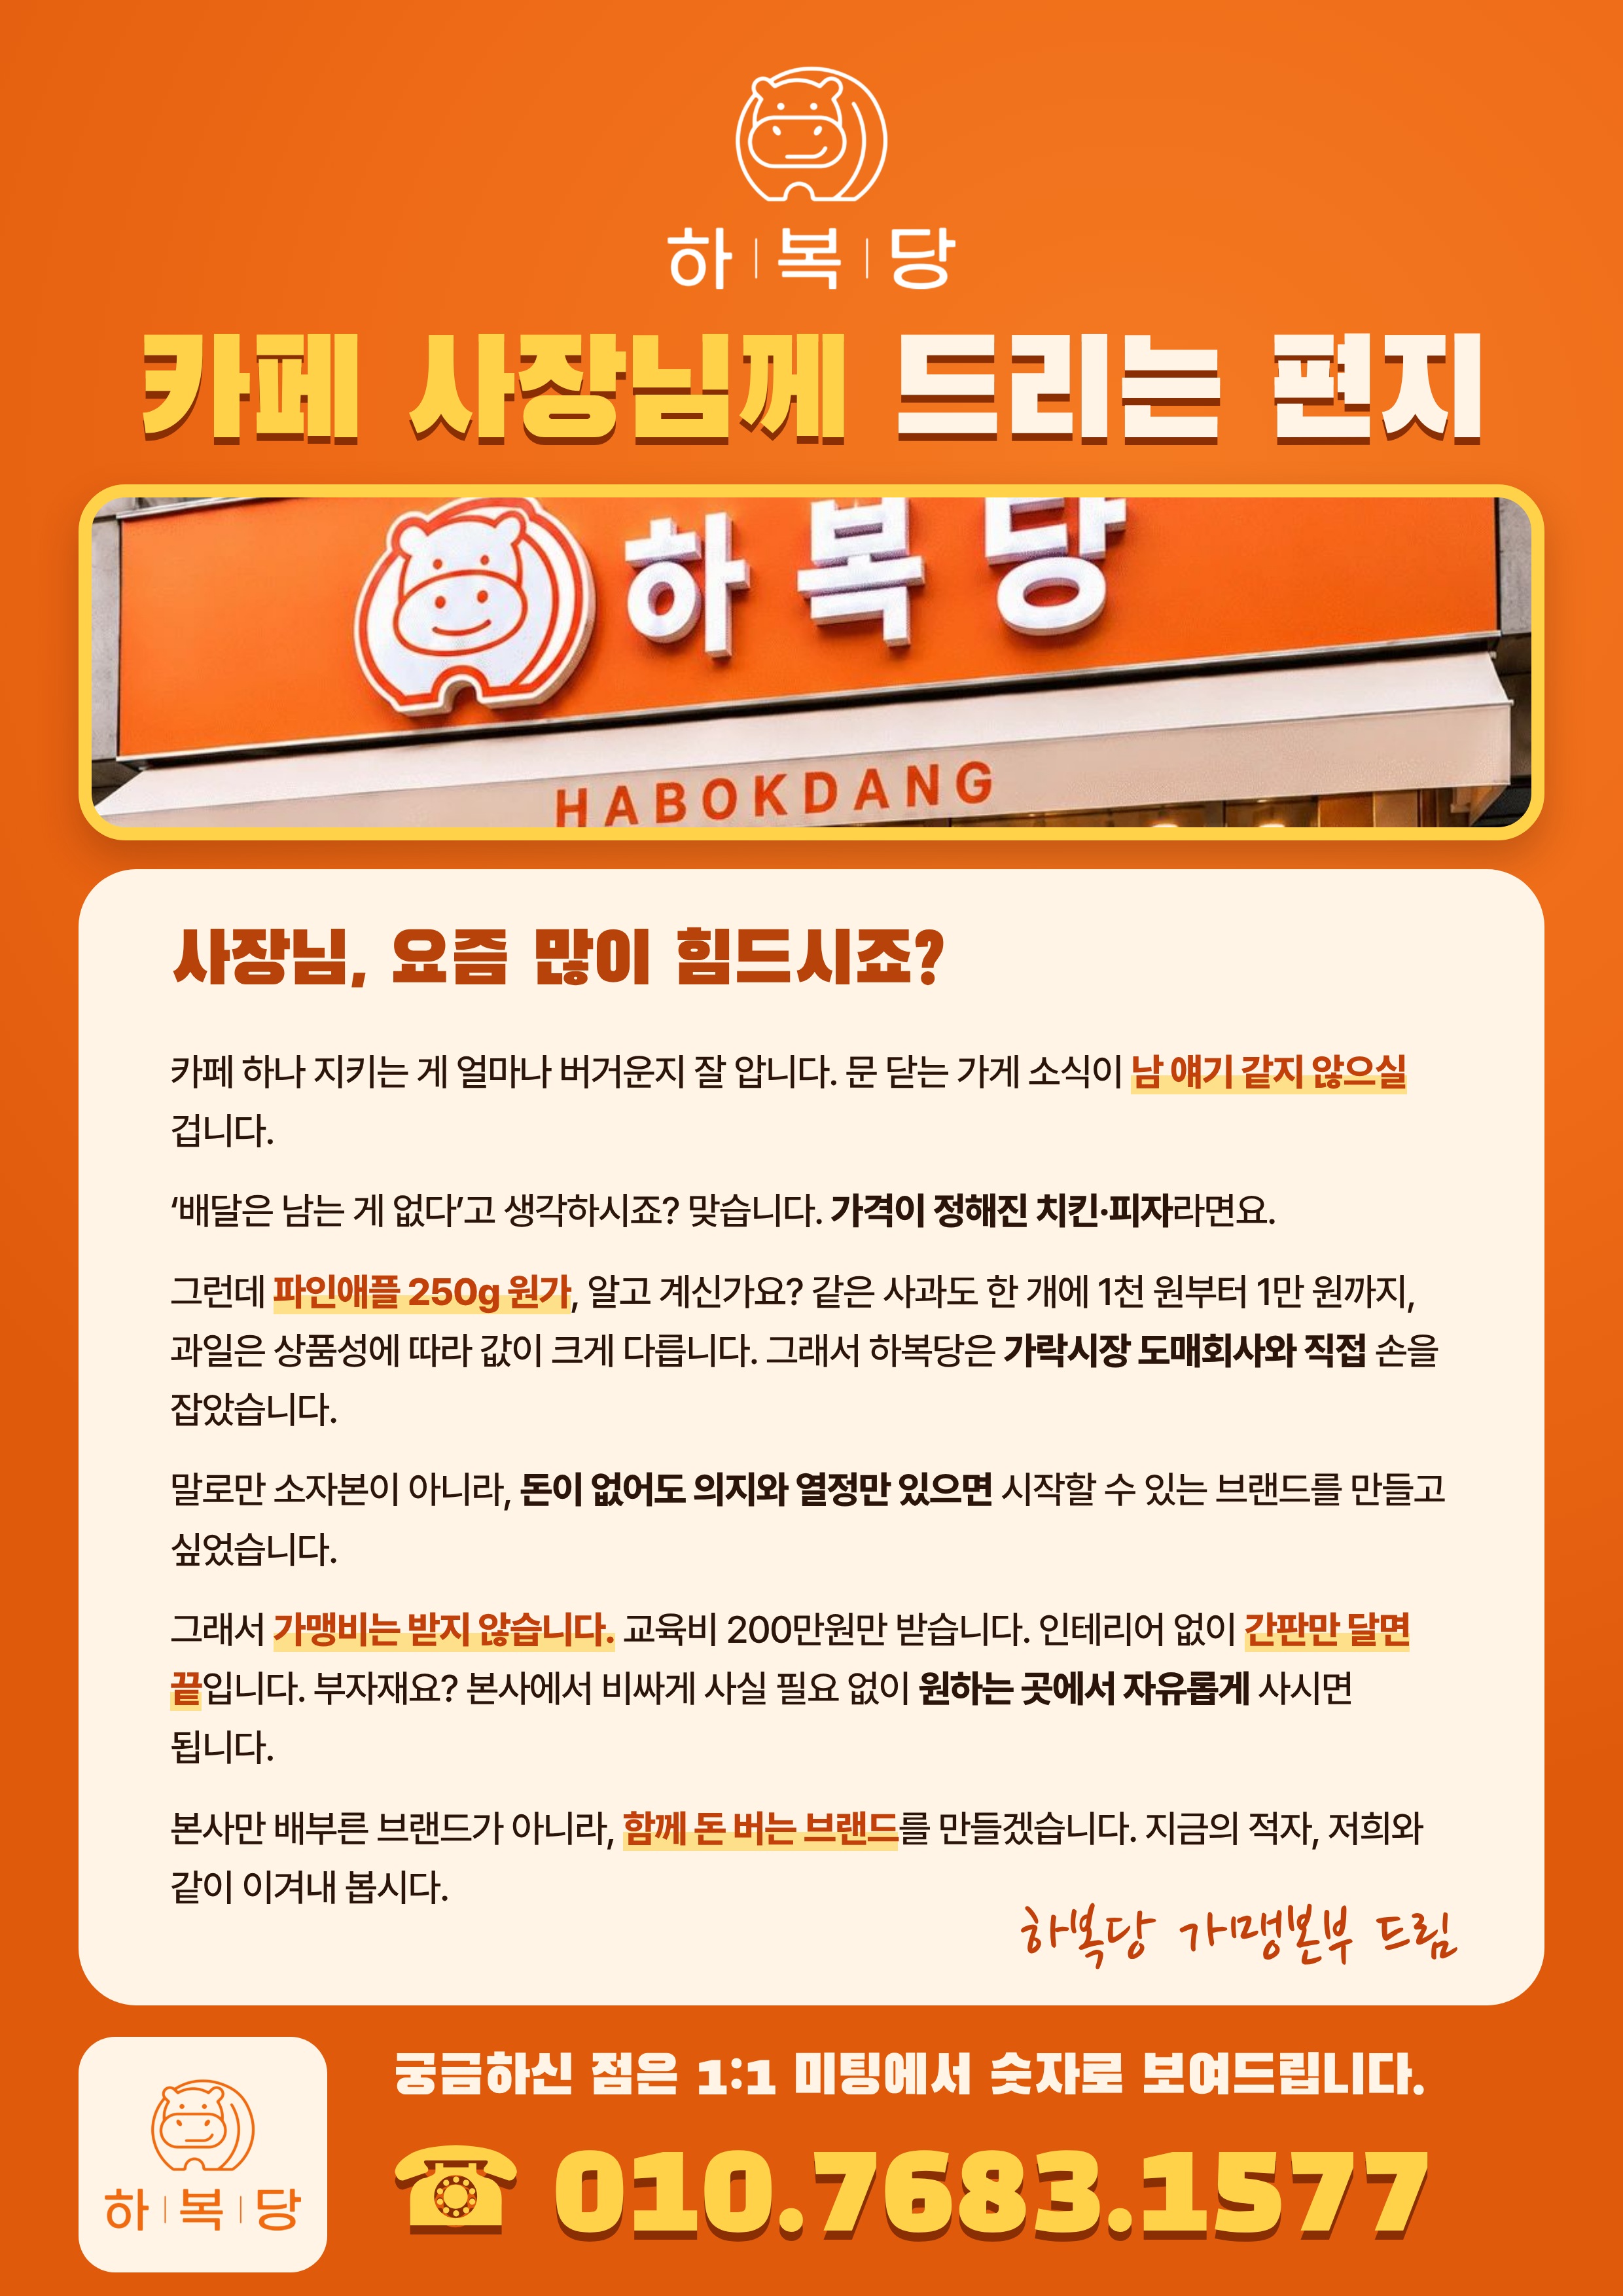 하 | 복 | 당
카페 사장님께 드리는 편지
하복당
HABOKDANG
사장님, 요즘 많이 힘드시죠?
카페 하나 지키는 게 얼마나 버거운지 잘 압니다. 문 닫는 가게 소식이 남 얘기 같지 않으실
겁니다.
‘배달은 남는 게 없다’고 생각하시죠? 맞습니다. 가격이 정해진 치킨·피자라면요.
그런데 파인애플 250g 원가, 알고 계신가요? 같은 사과도 한 개에 1천 원부터 1만 원까지,
과일은 상품성에 따라 값이 크게 다릅니다. 그래서 하복당은 가락시장 도매회사와 직접 손을
잡았습니다.
말로만 소자본이 아니라, 돈이 없어도 의지와 열정만 있으면 시작할 수 있는 브랜드를 만들고
싶었습니다.
그래서 가맹비는 받지 않습니다. 교육비 200만원만 받습니다. 인테리어 없이 간판만 달면
끝입니다. 부자재요? 본사에서 비싸게 사실 필요 없이 원하는 곳에서 자유롭게 사시면
됩니다.
본사만 배부른 브랜드가 아니라, 함께 돈 버는 브랜드를 만들겠습니다. 지금의 적자, 저희와
같이 이겨내 봅시다.
하복당 가맹본부 드림
궁금하신 점은 1:1 미팅에서 숫자로 보여드립니다.
☎ 010.7683.1577
하 | 복 | 당